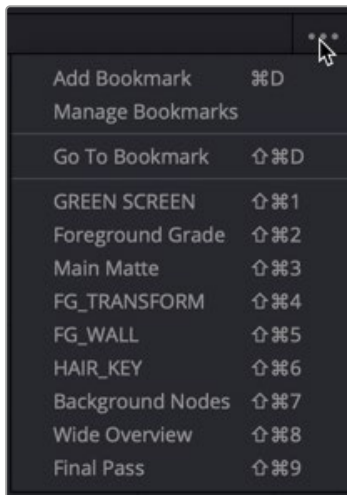 Add Bookmark ⌘D
Manage Bookmarks
Go To Bookmark ⇧⌘D
GREEN SCREEN ⇧⌘1
Foreground Grade ⇧⌘2
Main Matte ⇧⌘3
FG_TRANSFORM ⇧⌘4
FG_WALL ⇧⌘5
HAIR_KEY ⇧⌘6
Background Nodes ⇧⌘7
Wide Overview ⇧⌘8
Final Pass ⇧⌘9